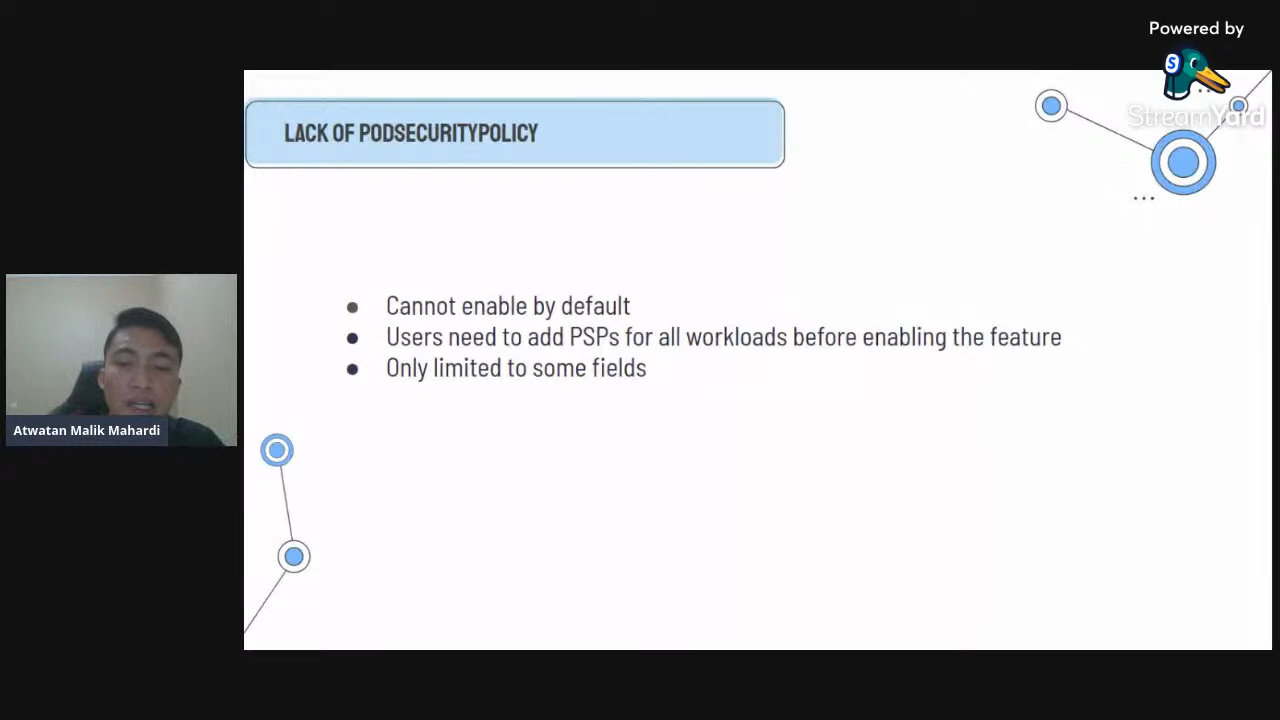 Powered by
StreamYard
LACK OF PODSECURITYPOLICY
● Cannot enable by default
● Users need to add PSPs for all workloads before enabling the feature
● Only limited to some fields
Atwatan Malik Mahardi